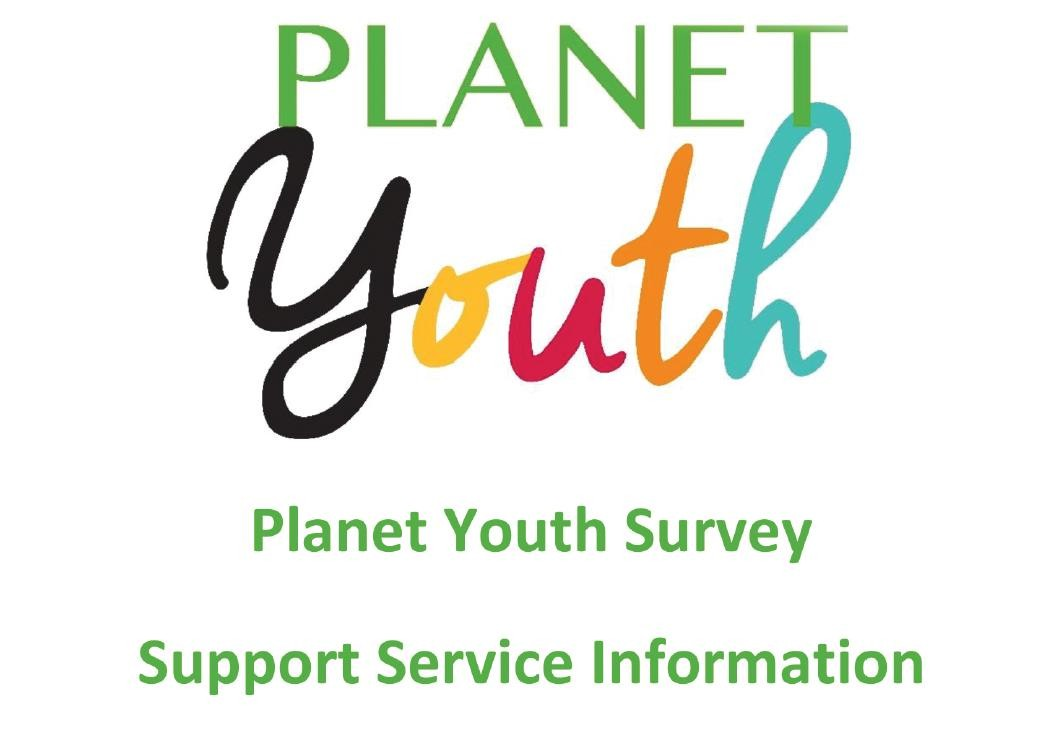 PLANET
Youth
Planet Youth Survey
Support Service Information